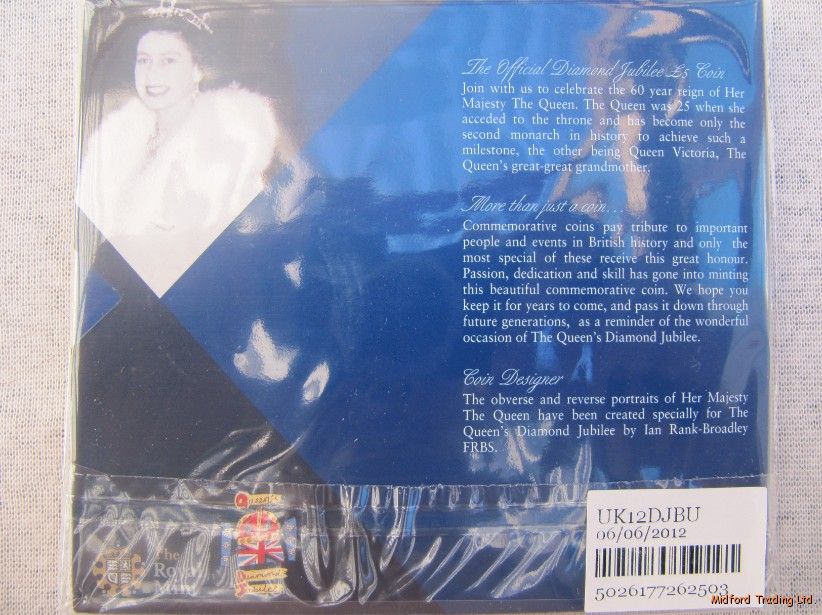 The Official Diamond Jubilee £5 Coin
Join with us to celebrate the 60 year reign of Her
Majesty The Queen. The Queen was 25 when she
acceded to the throne and has become only the
second monarch in history to achieve such a
milestone, the other being Queen Victoria, The
Queen's great-great grandmother.
More than just a coin...
Commemorative coins pay tribute to important
people and events in British history and only the
most special of these receive this great honour.
Passion, dedication and skill has gone into minting
this beautiful commemorative coin. We hope you
keep it for years to come, and pass it down through
future generations, as a reminder of the wonderful
occasion of The Queen's Diamond Jubilee.
Coin Designer
The obverse and reverse portraits of Her Majesty
The Queen have been created specially for The
Queen's Diamond Jubilee by Ian Rank-Broadley
FRBS.
The
Royal
Mint
Diamond
Jubilee
UK12DJBU
06/06/2012
5026177262503
Midford Trading Ltd.